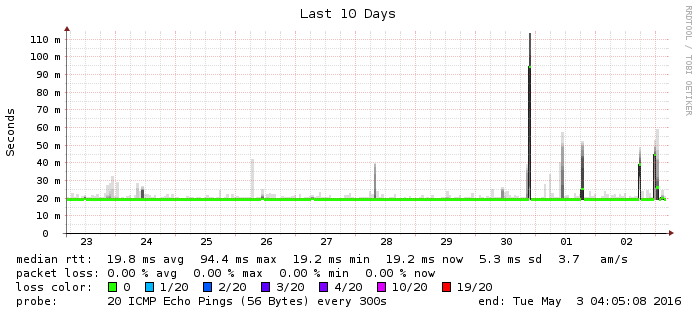 Last 10 Days
RRDTOOL / TOBI OETIKER
Seconds
110 m
100 m
90 m
80 m
70 m
60 m
50 m
40 m
30 m
20 m
10 m
0
23 24 25 26 27 28 29 30 01 02
median rtt: 19.8 ms avg 94.4 ms max 19.2 ms min 19.2 ms now 5.3 ms sd 3.7 am/s
packet loss: 0.00 % avg 0.00 % max 0.00 % min 0.00 % now
loss color: 0 1/20 2/20 3/20 4/20 10/20 19/20
probe: 20 ICMP Echo Pings (56 Bytes) every 300s end: Tue May 3 04:05:08 2016